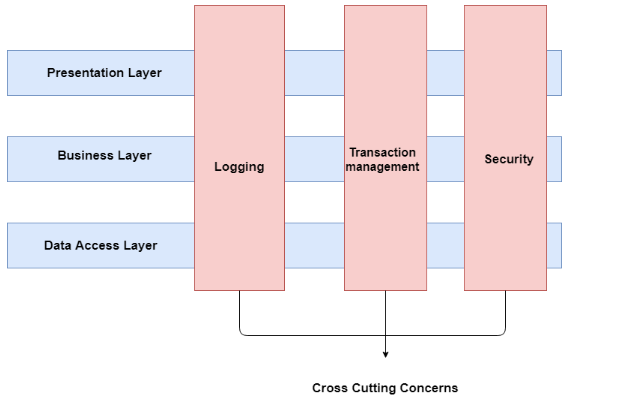 Presentation Layer
Business Layer
Data Access Layer
Logging
Transaction
management
Security
Cross Cutting Concerns